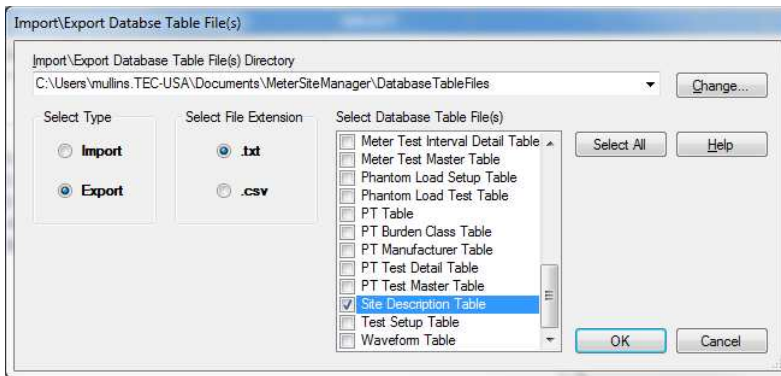 Import\Export Databse Table File(s)
Import\Export Database Table File(s) Directory
C:\Users\mullins.TEC-USA\Documents\MeterSiteManager\DatabaseTableFiles
Change...
Select Type
Import
Export
Select File Extension
.txt
.csv
Select Database Table File(s)
Meter Test Interval Detail Table
Meter Test Master Table
Phantom Load Setup Table
Phantom Load Test Table
PT Table
PT Burden Class Table
PT Manufacturer Table
PT Test Detail Table
PT Test Master Table
Site Description Table
Test Setup Table
Waveform Table
Select All
Help
OK
Cancel